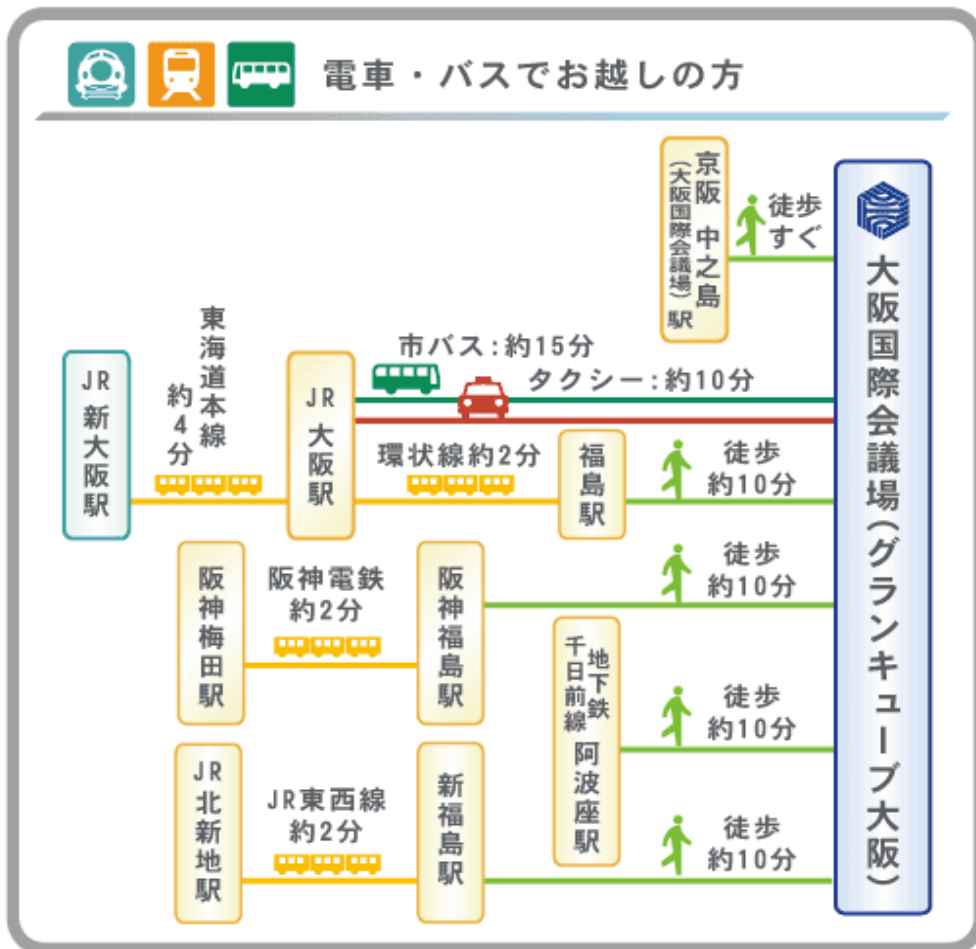 電車・バスでお越しの方
京阪 中之島
(大阪国際会議場)駅
徒歩
すぐ
大阪国際会議場(グランキューブ大阪)
JR 新大阪駅
東海道本線
約4分
JR 大阪駅
市バス:約15分
タクシー:約10分
環状線約2分
福島駅
徒歩
約10分
阪神梅田駅
阪神電鉄
約2分
阪神福島駅
徒歩
約10分
地下鉄
千日前線
阿波座駅
徒歩
約10分
JR 北新地駅
JR東西線
約2分
新福島駅
徒歩
約10分